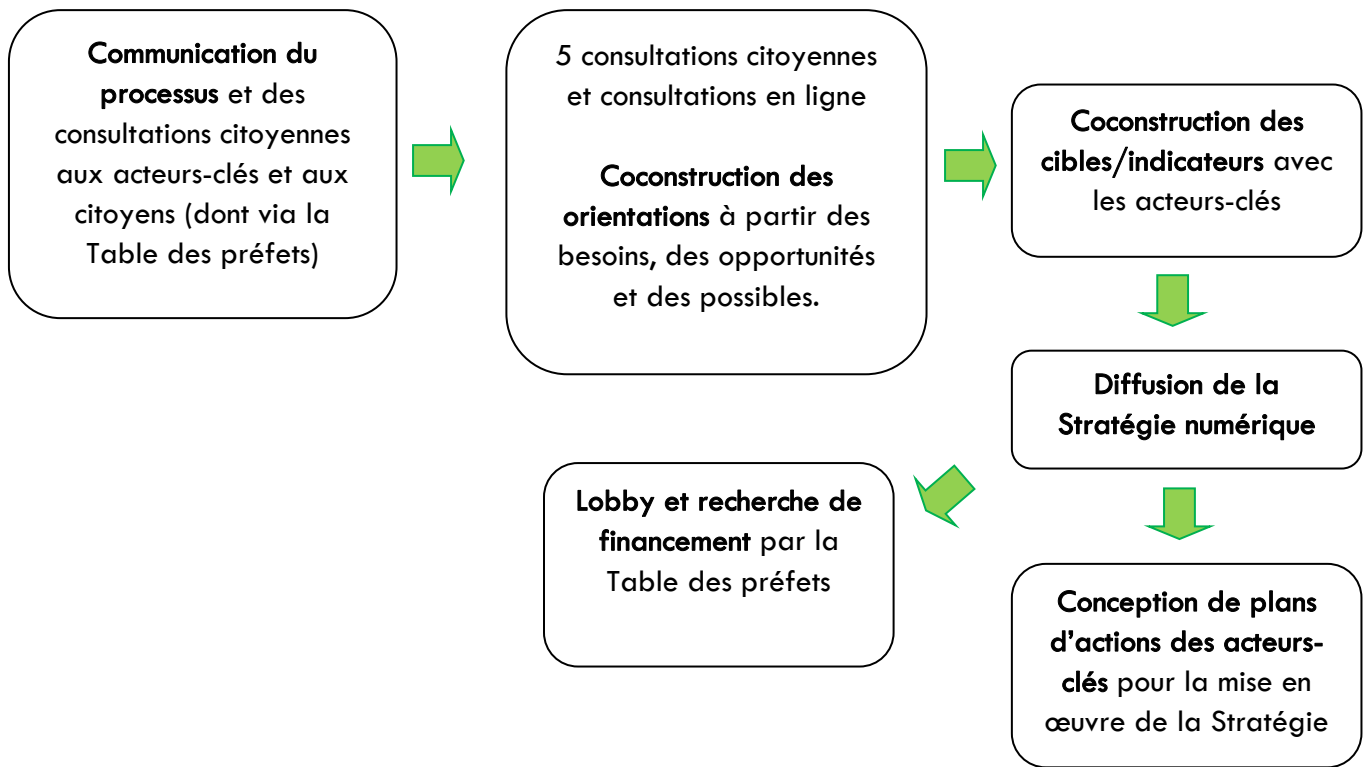 Communication du
processus et des
consultations citoyennes
aux acteurs-clés et aux
citoyens (dont via la
Table des préfets)
5 consultations citoyennes
et consultations en ligne
Coconstruction des
orientations à partir des
besoins, des opportunités
et des possibles.
Coconstruction des
cibles/indicateurs avec
les acteurs-clés
Diffusion de la
Stratégie numérique
Lobby et recherche de
financement par la
Table des préfets
Conception de plans
d’actions des acteurs-
clés pour la mise en
œuvre de la Stratégie